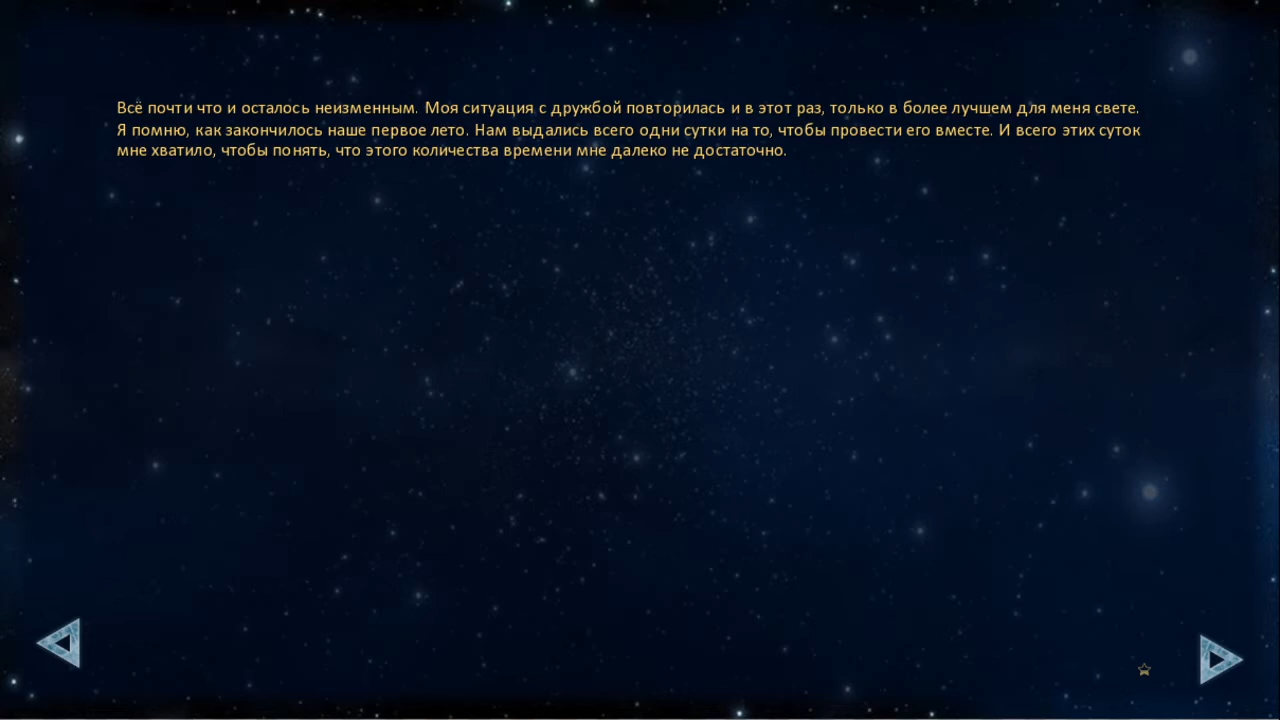 Всё почти что и осталось неизменным. Моя ситуация с дружбой повторилась и в этот раз, только в более лучшем для меня свете.
Я помню, как закончилось наше первое лето. Нам выдались всего одни сутки на то, чтобы провести его вместе. И всего этих суток
мне хватило, чтобы понять, что этого количества времени мне далеко не достаточно.